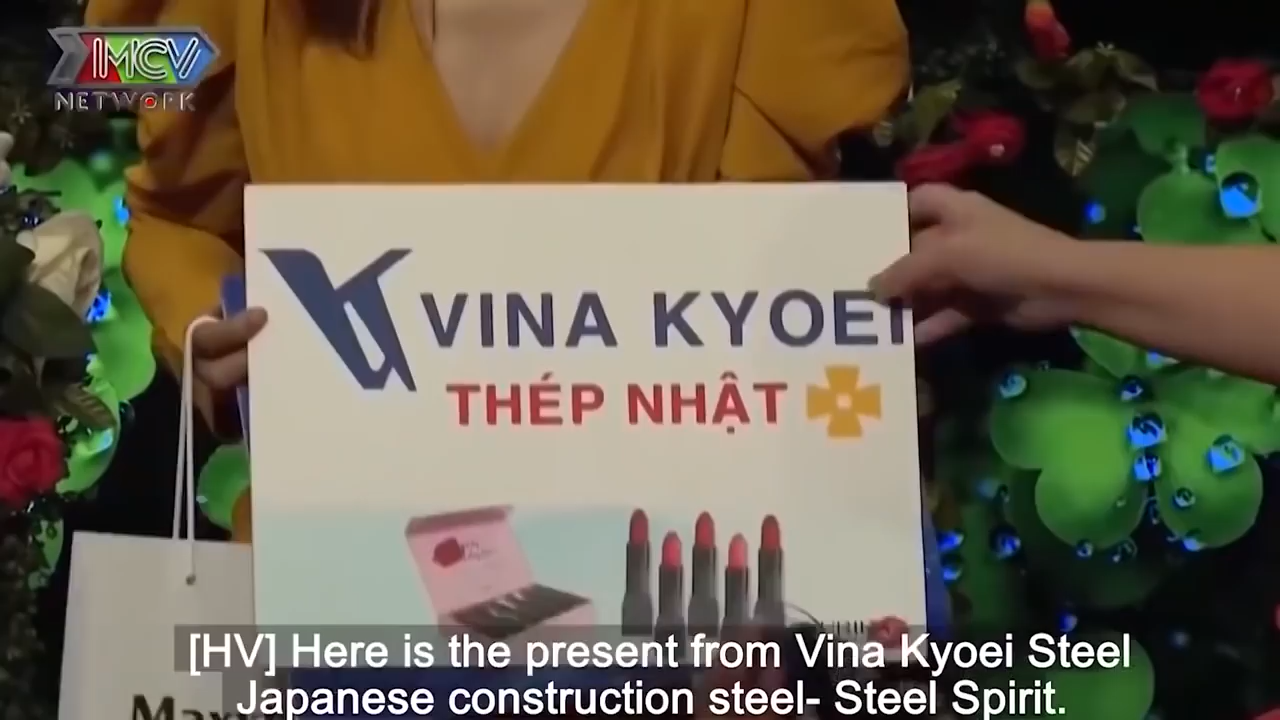 MCV
NETWORK
VINA KYOEI
THÉP NHẬT
[HV] Here is the present from Vina Kyoei Steel
Japanese construction steel- Steel Spirit.